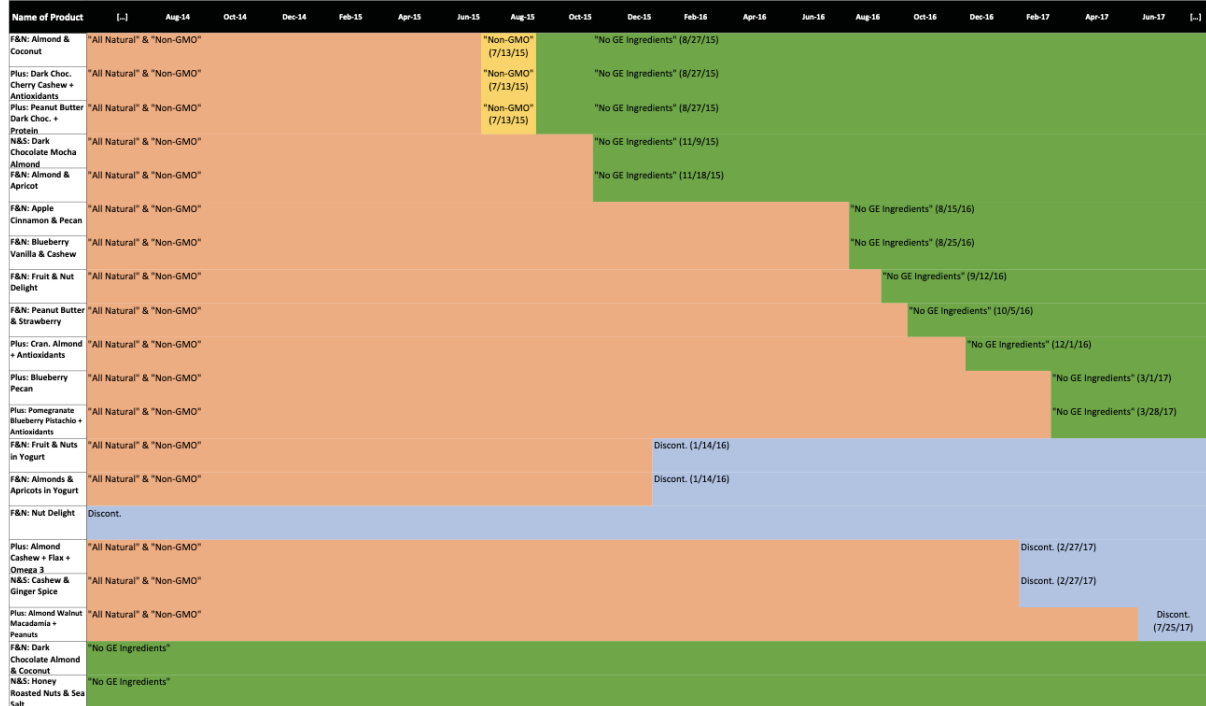 Name of Product [...] Aug-14 Oct-14 Dec-14 Feb-15 Apr-15 Jun-15 Aug-15 Oct-15 Dec-15 Feb-16 Apr-16 Jun-16 Aug-16 Oct-16 Dec-16 Feb-17 Apr-17 Jun-17 [...]
F&N: Almond &
Coconut
"All Natural" & "Non-GMO"
"Non-GMO"
(7/13/15)
"No GE Ingredients" (8/27/15)
Plus: Dark Choc.
Cherry Cashew +
Antioxidants
"All Natural" & "Non-GMO"
"Non-GMO"
(7/13/15)
"No GE Ingredients" (8/27/15)
Plus: Peanut Butter
Dark Choc. +
Protein
"All Natural" & "Non-GMO"
"Non-GMO"
(7/13/15)
"No GE Ingredients" (8/27/15)
N&S: Dark
Chocolate Mocha
Almond
"All Natural" & "Non-GMO"
"No GE Ingredients" (11/9/15)
F&N: Almond &
Apricot
"All Natural" & "Non-GMO"
"No GE Ingredients" (11/18/15)
F&N: Apple
Cinnamon & Pecan
"All Natural" & "Non-GMO"
"No GE Ingredients" (8/15/16)
F&N: Blueberry
Vanilla & Cashew
"All Natural" & "Non-GMO"
"No GE Ingredients" (8/25/16)
F&N: Fruit & Nut
Delight
"All Natural" & "Non-GMO"
"No GE Ingredients" (9/12/16)
F&N: Peanut Butter
& Strawberry
"All Natural" & "Non-GMO"
"No GE Ingredients" (10/5/16)
Plus: Cran. Almond
+ Antioxidants
"All Natural" & "Non-GMO"
"No GE Ingredients" (12/1/16)
Plus: Blueberry
Pecan
"All Natural" & "Non-GMO"
"No GE Ingredients" (3/1/17)
Plus: Pomegranate
Blueberry Pistachio +
Antioxidants
"All Natural" & "Non-GMO"
"No GE Ingredients" (3/28/17)
F&N: Fruit & Nuts
in Yogurt
"All Natural" & "Non-GMO"
Discont. (1/14/16)
F&N: Almonds &
Apricots in Yogurt
"All Natural" & "Non-GMO"
Discont. (1/14/16)
F&N: Nut Delight
Discont.
Plus: Almond
Cashew + Flax +
Omega 3
"All Natural" & "Non-GMO"
Discont. (2/27/17)
N&S: Cashew &
Ginger Spice
"All Natural" & "Non-GMO"
Discont. (2/27/17)
Plus: Almond Walnut
Macadamia +
Peanuts
"All Natural" & "Non-GMO"
Discont.
(7/25/17)
F&N: Dark
Chocolate Almond
& Coconut
"No GE Ingredients"
N&S: Honey
Roasted Nuts & Sea
Salt
"No GE Ingredients"